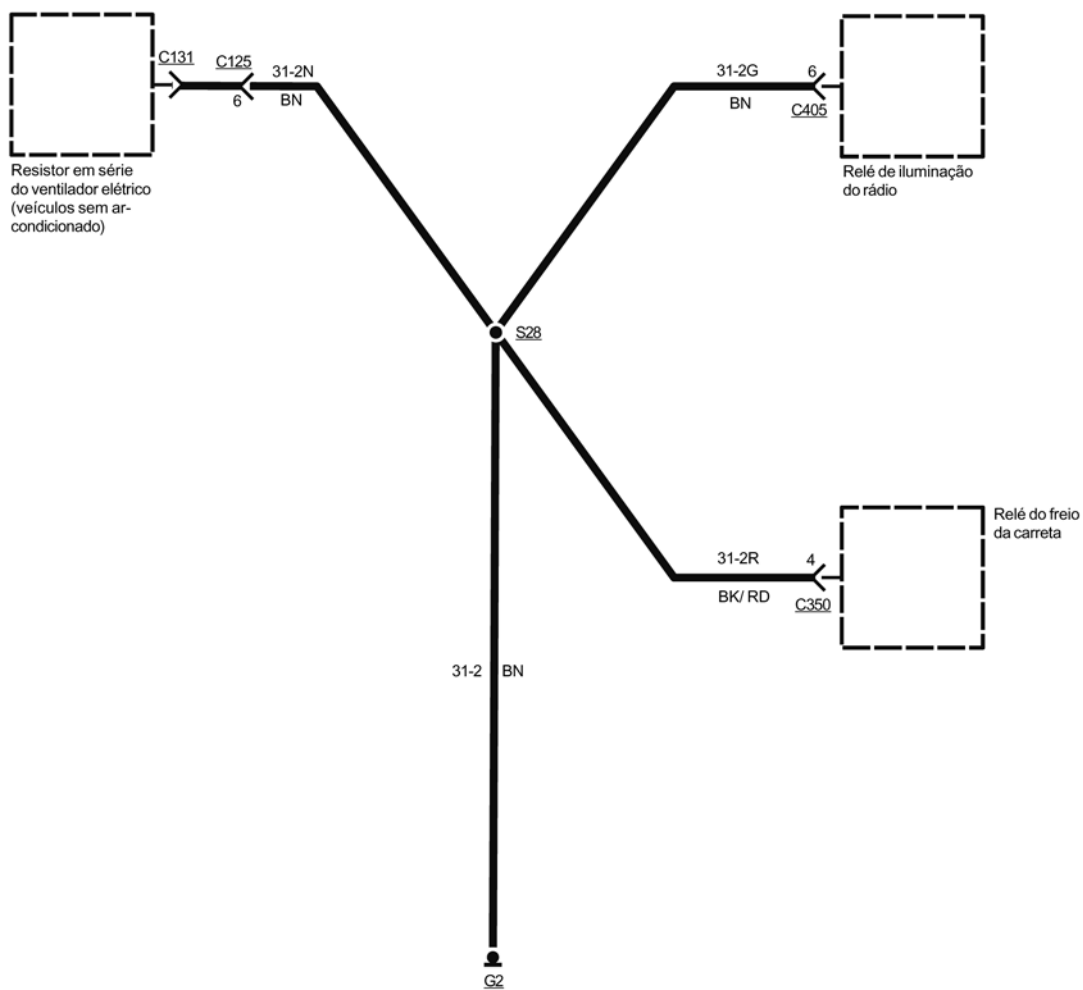 C131
C125
6
31-2N
BN
Resistor em série
do ventilador elétrico
(veículos sem ar-
condicionado)
31-2G
BN
6
C405
Relé de iluminação
do rádio
S28
31-2R
BK/ RD
4
C350
Relé do freio
da carreta
31-2
BN
G2